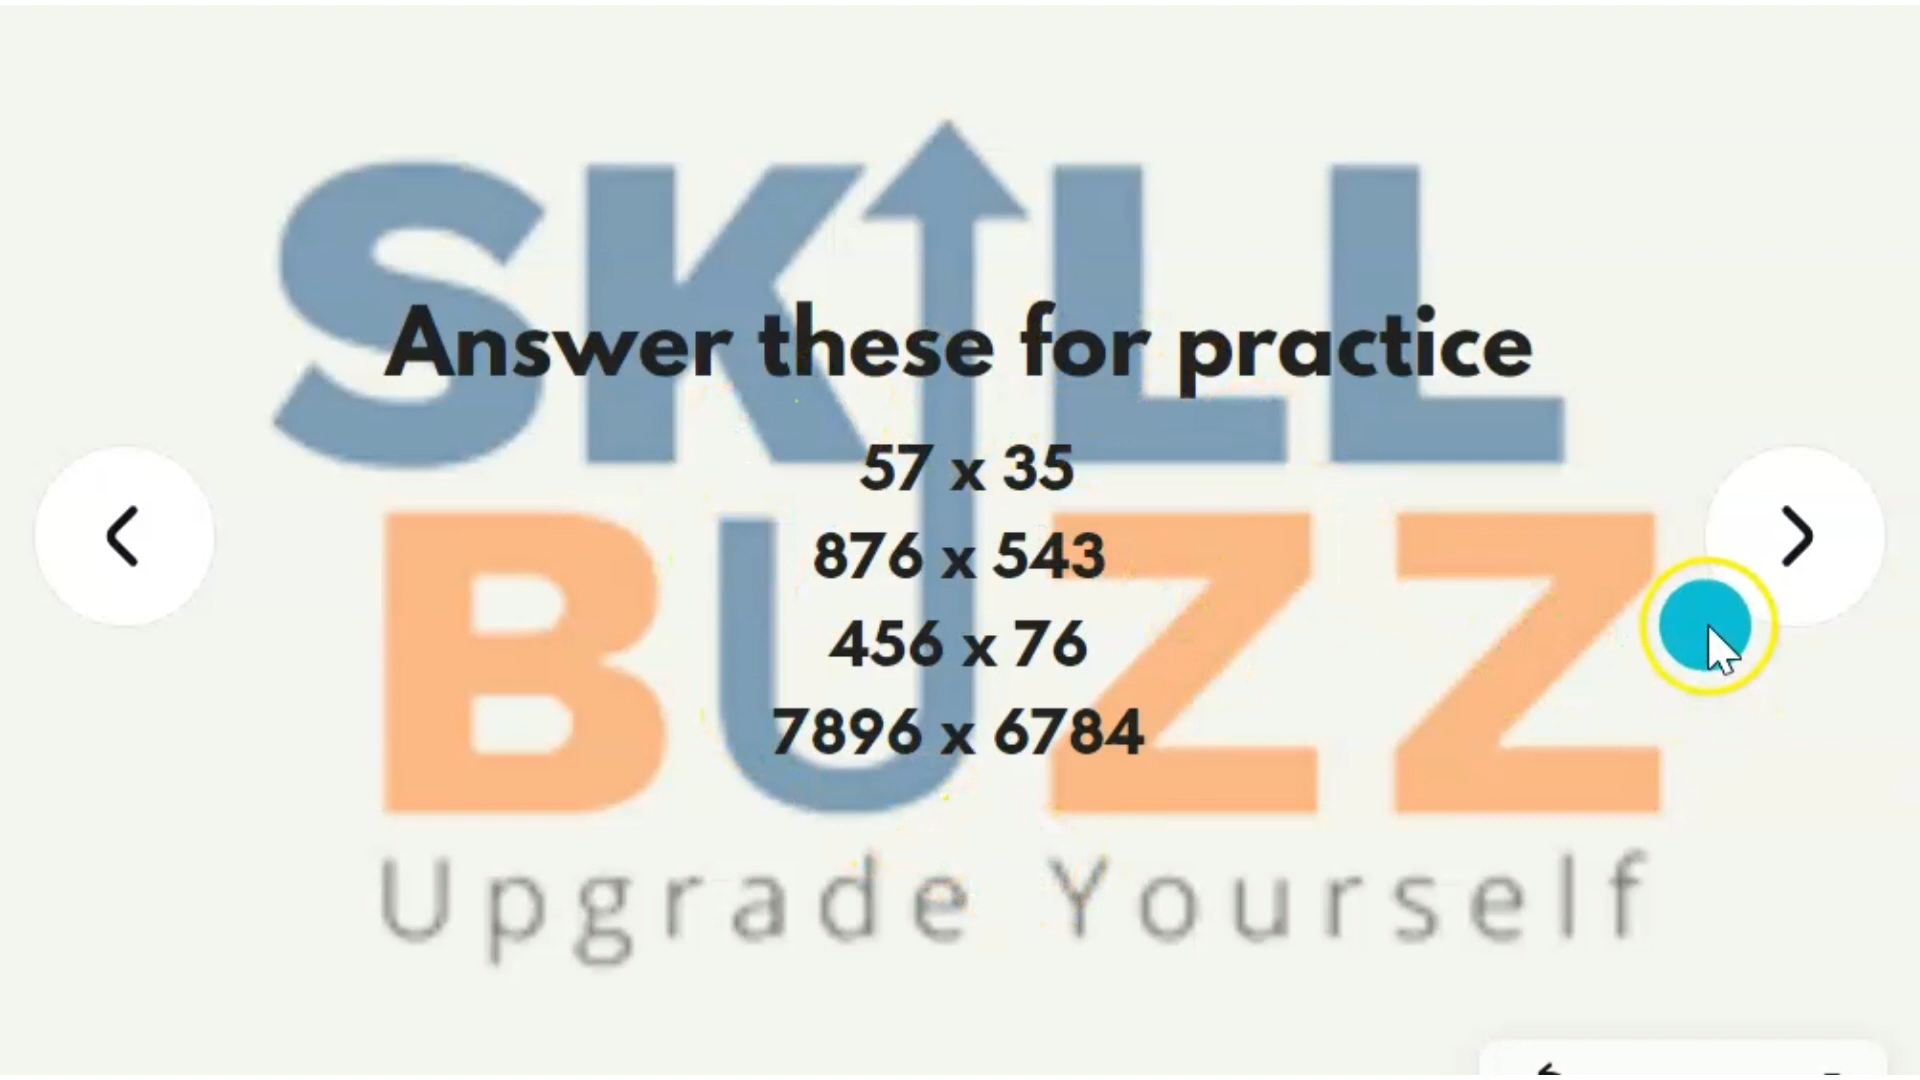 SKILL
Answer these for practice
57 x 35
876 x 543
456 x 76
7896 x 6784
BUZZ
Upgrade Yourself